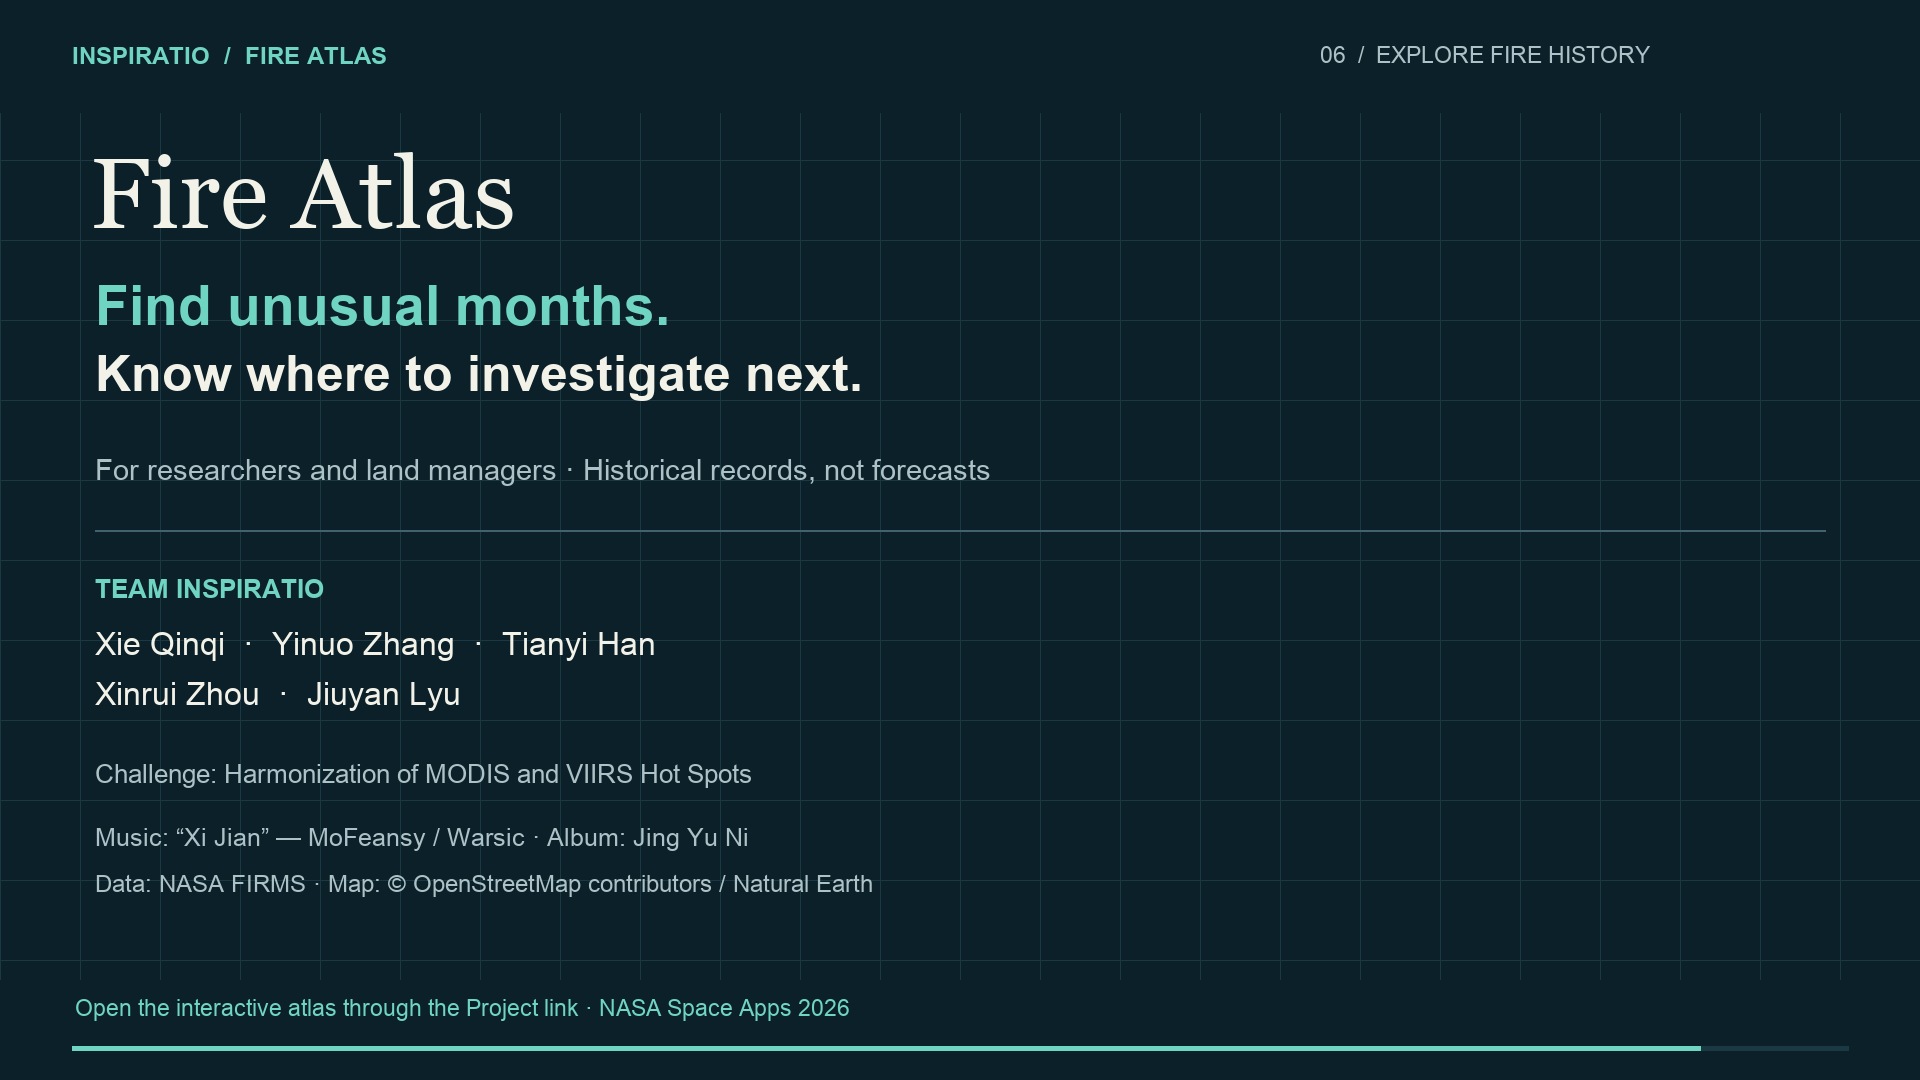 INSPIRATIO / FIRE ATLAS
06 / EXPLORE FIRE HISTORY
Fire Atlas
Find unusual months.
Know where to investigate next.
For researchers and land managers · Historical records, not forecasts
TEAM INSPIRATIO
Xie Qinqi · Yinuo Zhang · Tianyi Han
Xinrui Zhou · Jiuyan Lyu
Challenge: Harmonization of MODIS and VIIRS Hot Spots
Music: “Xi Jian” — MoFeansy / Warsic · Album: Jing Yu Ni
Data: NASA FIRMS · Map: © OpenStreetMap contributors / Natural Earth
Open the interactive atlas through the Project link · NASA Space Apps 2026